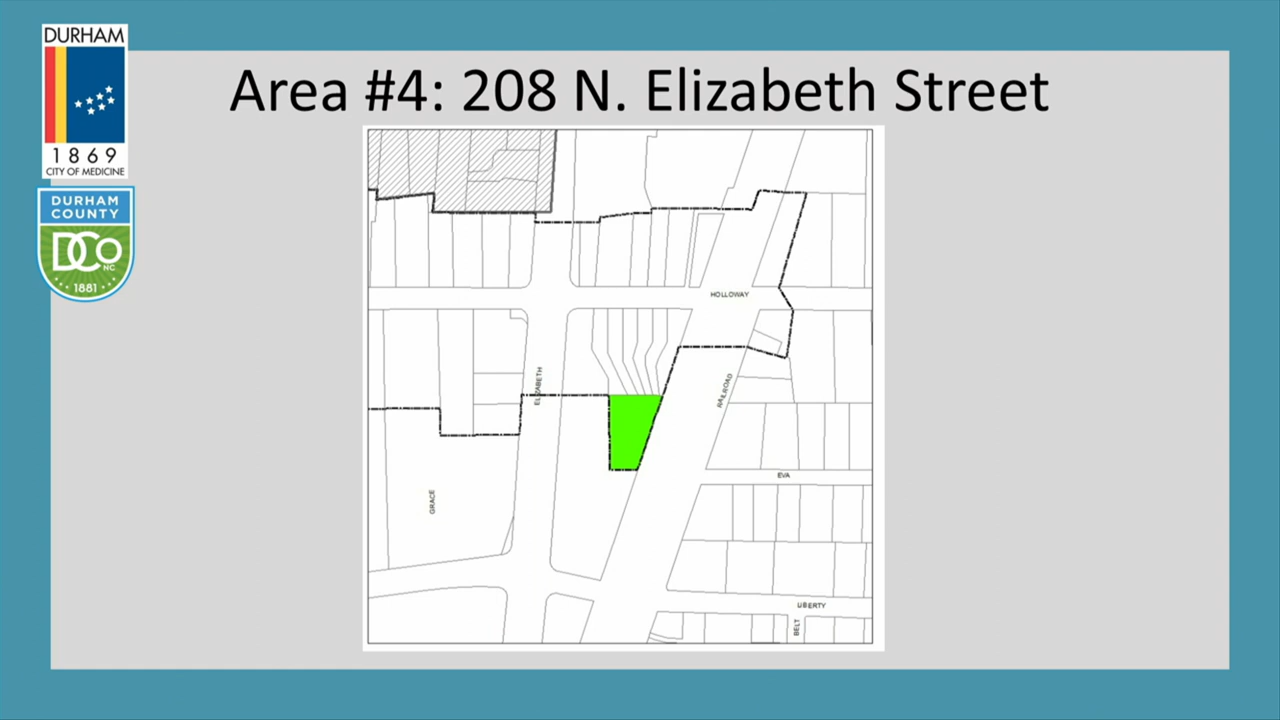 DURHAM
1869
CITY OF MEDICINE
DURHAM
COUNTY
DCo
NC
1881
Area #4: 208 N. Elizabeth Street
HOLLOWAY
ELIZABETH
RAILROAD
EVA
GRACE
LIBERTY
BELT